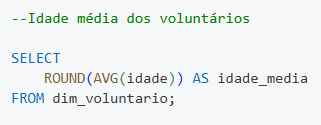 --Idade média dos voluntários
SELECT
ROUND(AVG(idade)) AS idade_media
FROM dim_voluntario;